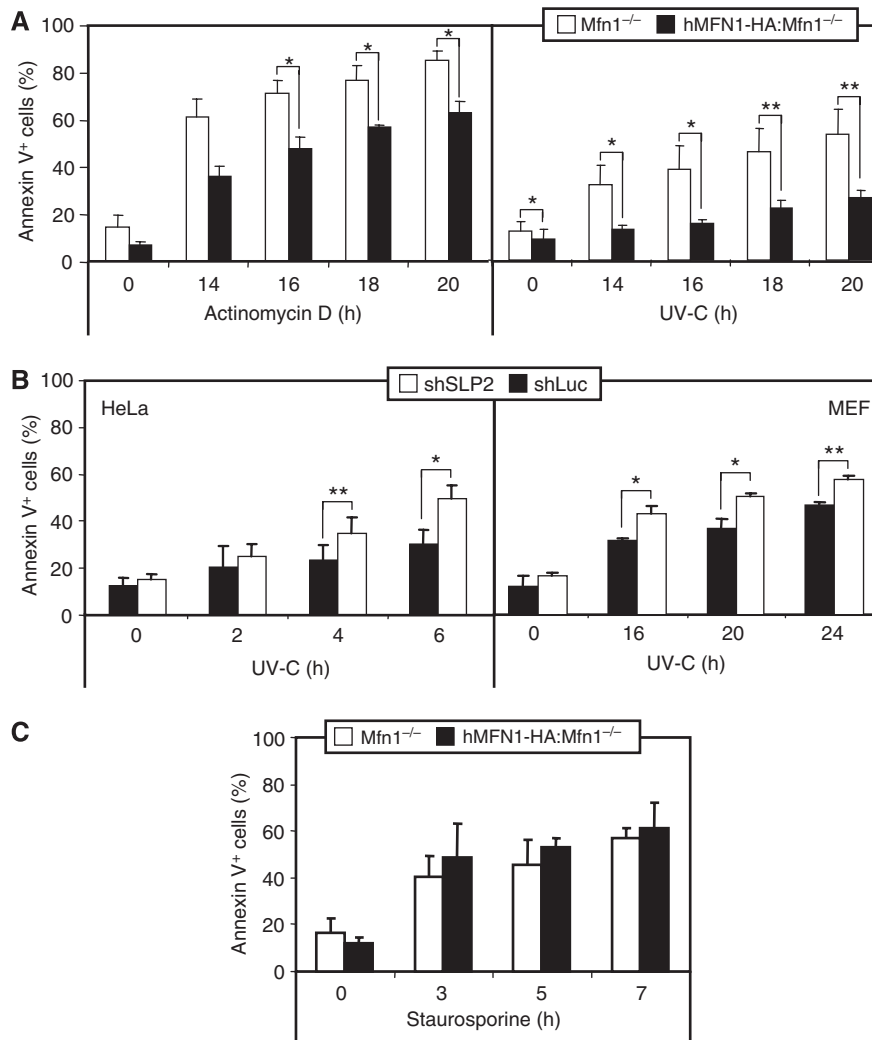 A
Mfn1⁻/⁻ hMFN1-HA:Mfn1⁻/⁻
Annexin V⁺ cells (%)
100
80
60
40
20
0
* * *
* * * ** **
0 14 16 18 20
Actinomycin D (h)
0 14 16 18 20
UV-C (h)
B
shSLP2 shLuc
HeLa
MEF
Annexin V⁺ cells (%)
100
80
60
40
20
0
** *
* * **
0 2 4 6
UV-C (h)
0 16 20 24
UV-C (h)
C
Mfn1⁻/⁻ hMFN1-HA:Mfn1⁻/⁻
Annexin V⁺ cells (%)
100
80
60
40
20
0
0 3 5 7
Staurosporine (h)